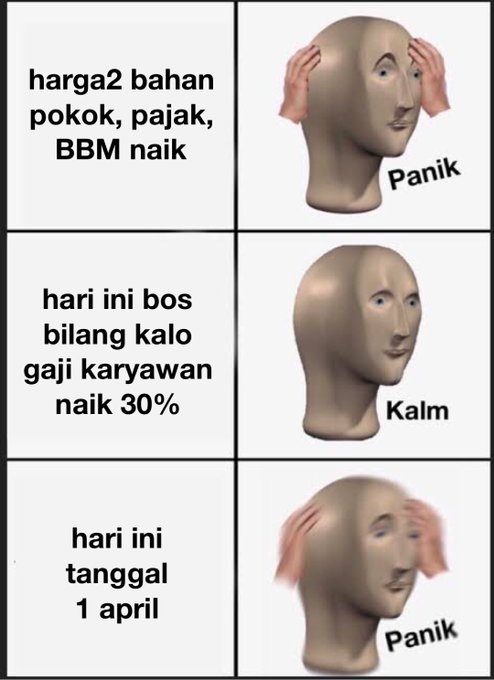 harga2 bahan
pokok, pajak,
BBM naik
Panik
hari ini bos
bilang kalo
gaji karyawan
naik 30%
Kalm
hari ini
tanggal
1 april
Panik